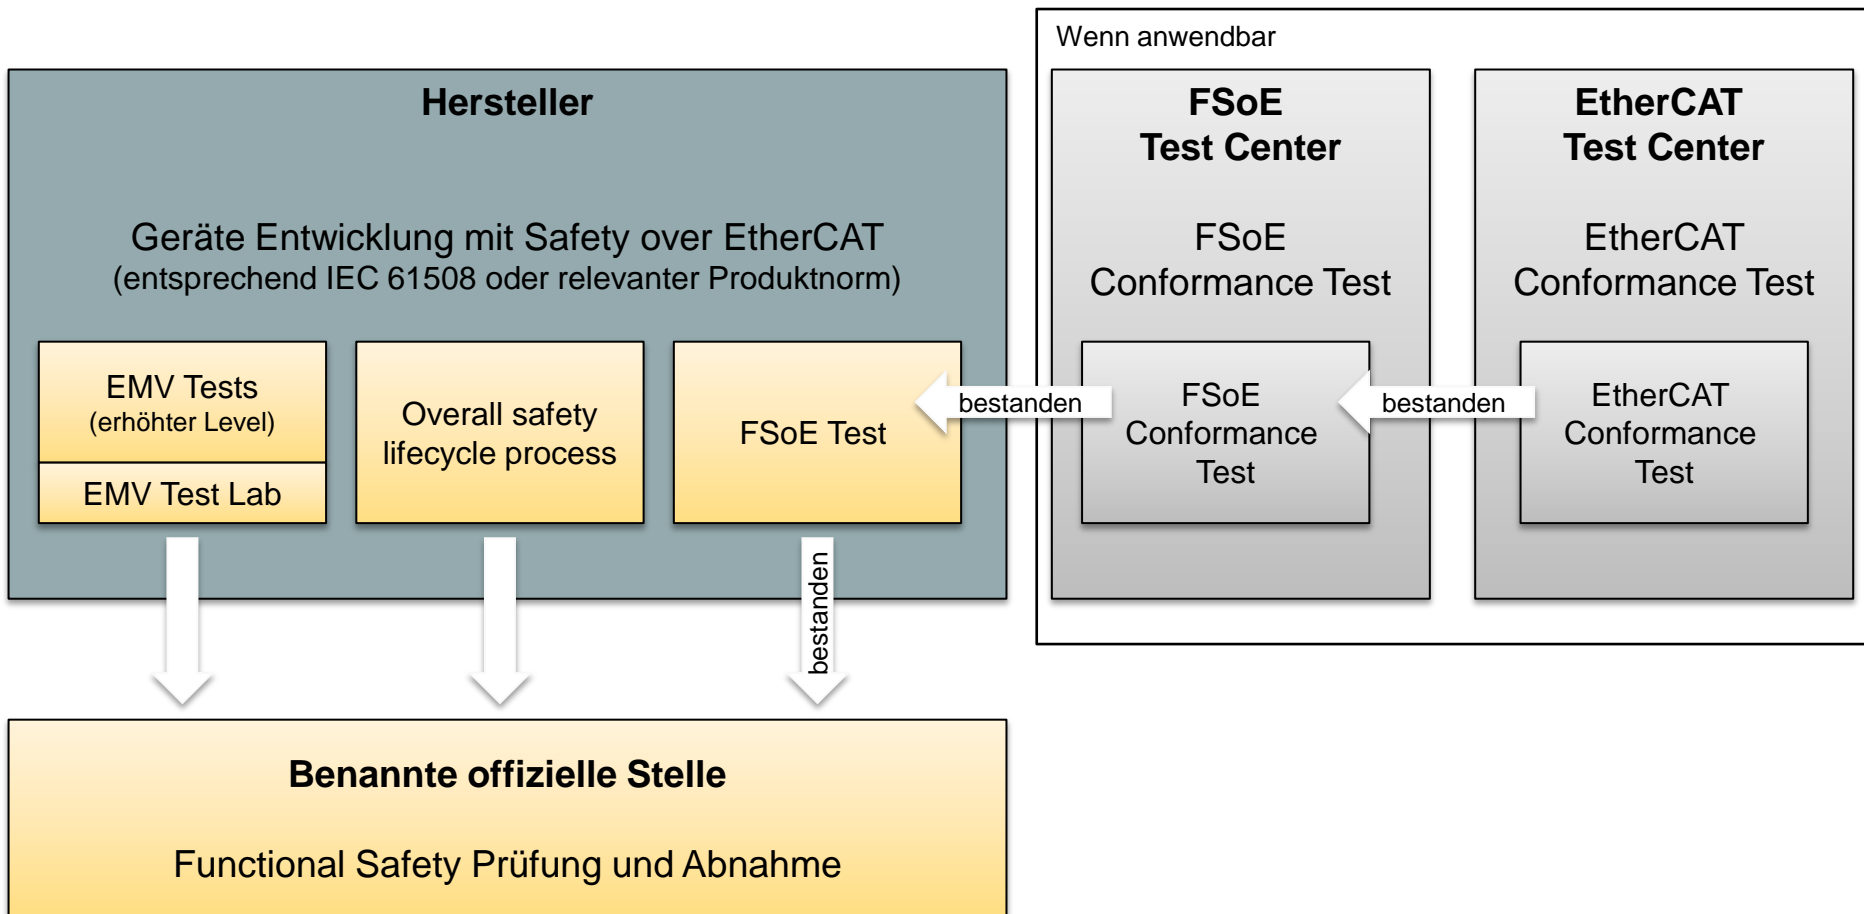 Wenn anwendbar
Hersteller
Geräte Entwicklung mit Safety over EtherCAT
(entsprechend IEC 61508 oder relevanter Produktnorm)
EMV Tests
(erhöhter Level)
EMV Test Lab
Overall safety
lifecycle process
FSoE Test
bestanden
FSoE
Test Center
FSoE
Conformance Test
FSoE
Conformance
Test
bestanden
EtherCAT
Test Center
EtherCAT
Conformance Test
EtherCAT
Conformance
Test
bestanden
Benannte offizielle Stelle
Functional Safety Prüfung und Abnahme